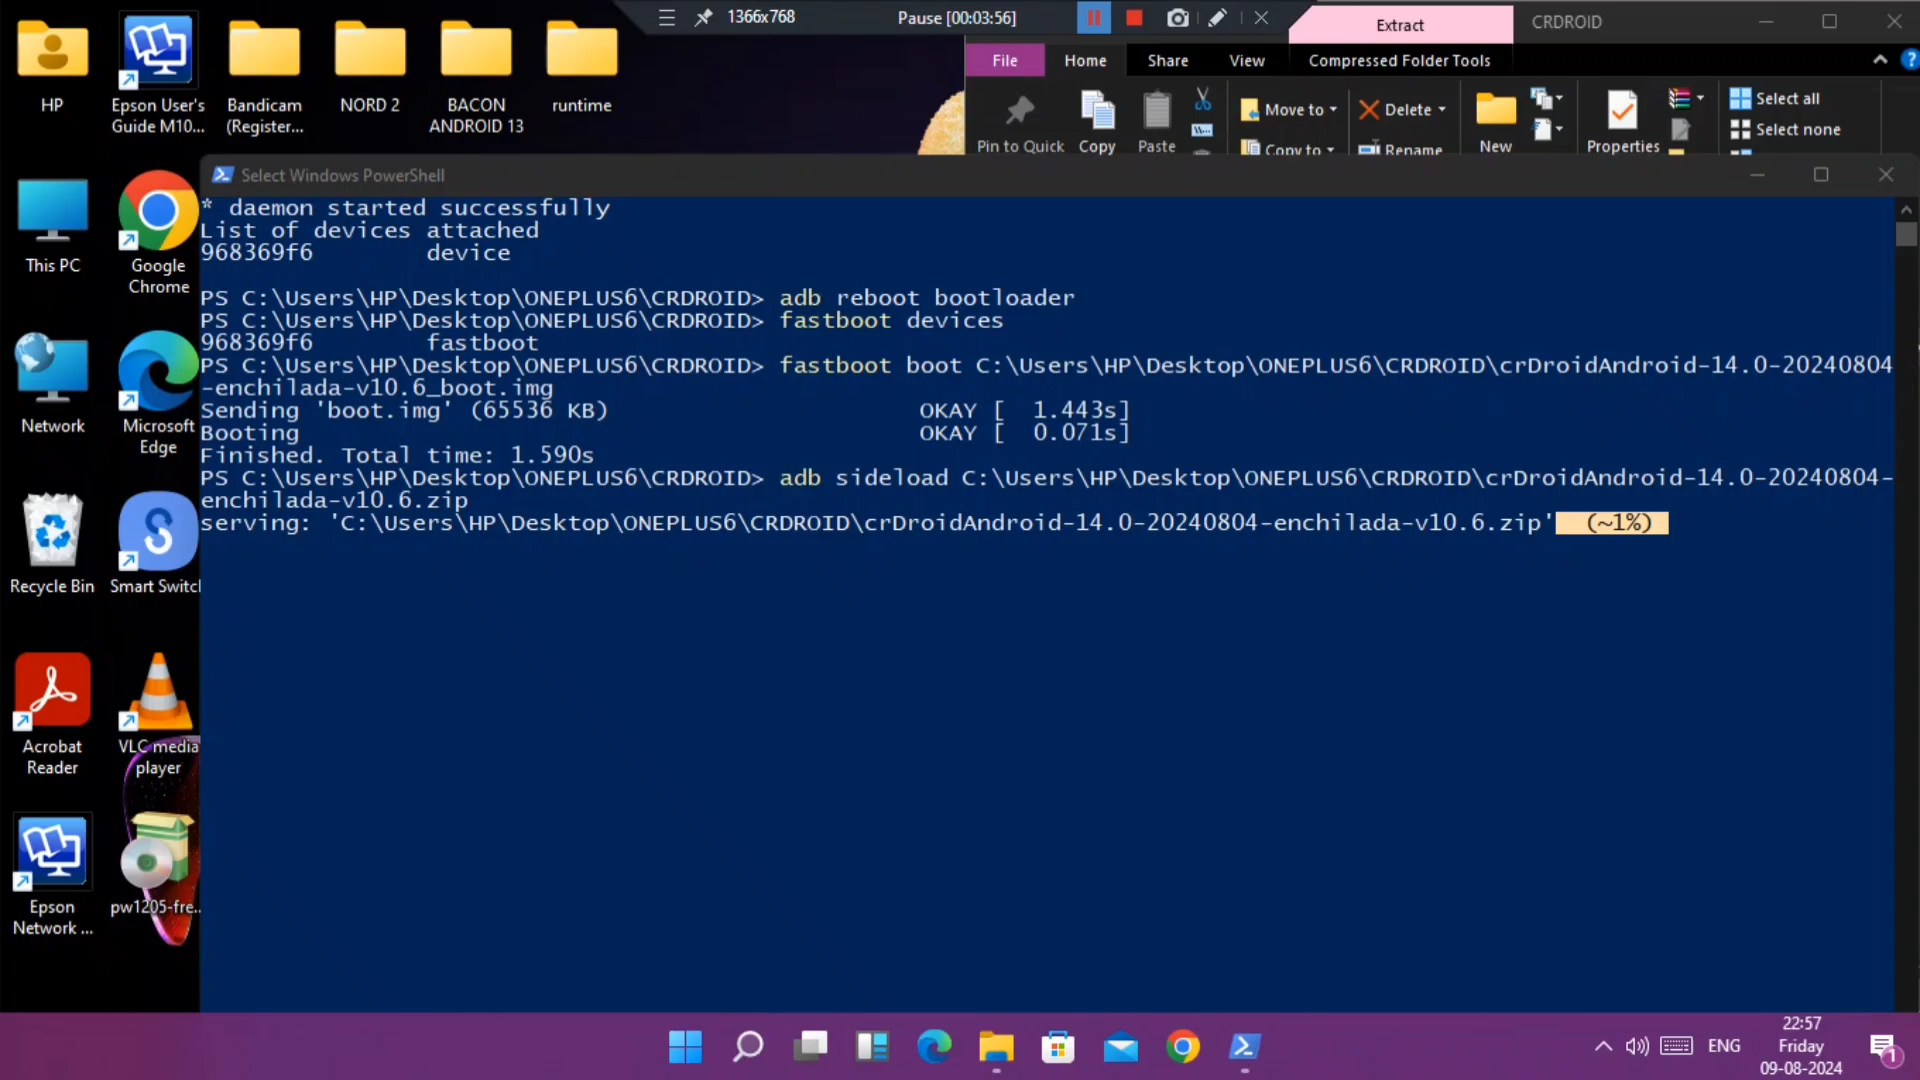 1366x768
Pause [00:03:56]
Extract
CRDROID
File
Home
Share
View
Compressed Folder Tools
Pin to Quick
Copy
Paste
Move to
Copy to
Delete
Rename
New
Properties
Select all
Select none
HP
Epson User's
Guide M10...
Bandicam
(Register...
NORD 2
BACON
ANDROID 13
runtime
This PC
Google
Chrome
Network
Microsoft
Edge
Recycle Bin
Smart Switch
Acrobat
Reader
VLC media
player
Epson
Network ...
pw1205-fre...
Select Windows PowerShell
* daemon started successfully
List of devices attached
968369f6 device
PS C:\Users\HP\Desktop\ONEPLUS6\CRDROID> adb reboot bootloader
PS C:\Users\HP\Desktop\ONEPLUS6\CRDROID> fastboot devices
968369f6 fastboot
PS C:\Users\HP\Desktop\ONEPLUS6\CRDROID> fastboot boot C:\Users\HP\Desktop\ONEPLUS6\CRDROID\crDroidAndroid-14.0-20240804
-enchilada-v10.6_boot.img
Sending 'boot.img' (65536 KB) OKAY [ 1.443s]
Booting OKAY [ 0.071s]
Finished. Total time: 1.590s
PS C:\Users\HP\Desktop\ONEPLUS6\CRDROID> adb sideload C:\Users\HP\Desktop\ONEPLUS6\CRDROID\crDroidAndroid-14.0-20240804-
enchilada-v10.6.zip
serving: 'C:\Users\HP\Desktop\ONEPLUS6\CRDROID\crDroidAndroid-14.0-20240804-enchilada-v10.6.zip' (~1%)
ENG
22:57
Friday
09-08-2024
1